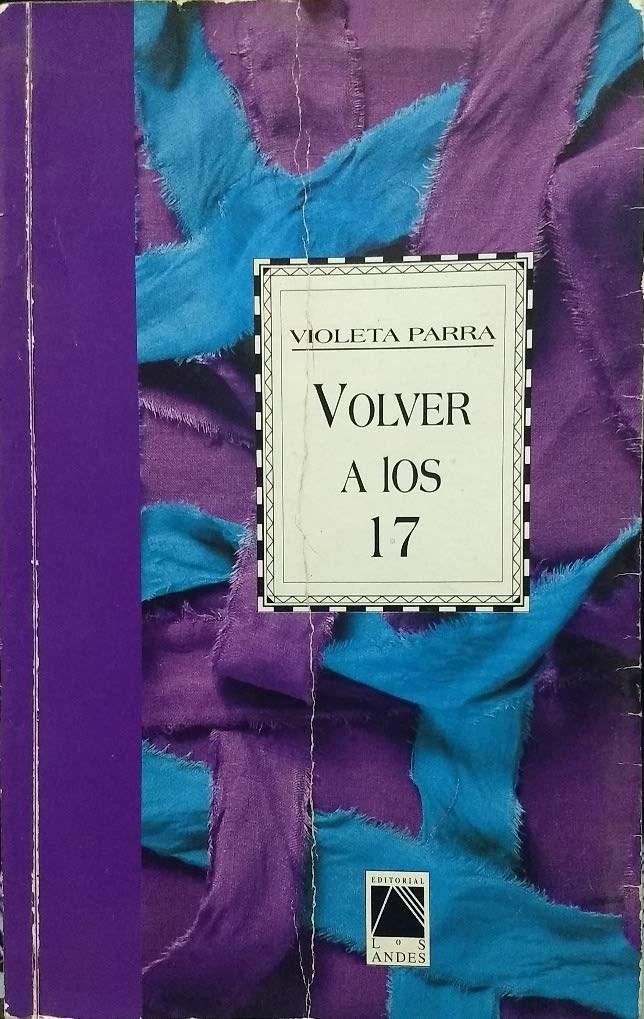 VIOLETA PARRA
VOLVER
A lOS
17
EDITORIAL
LOS
ANDES